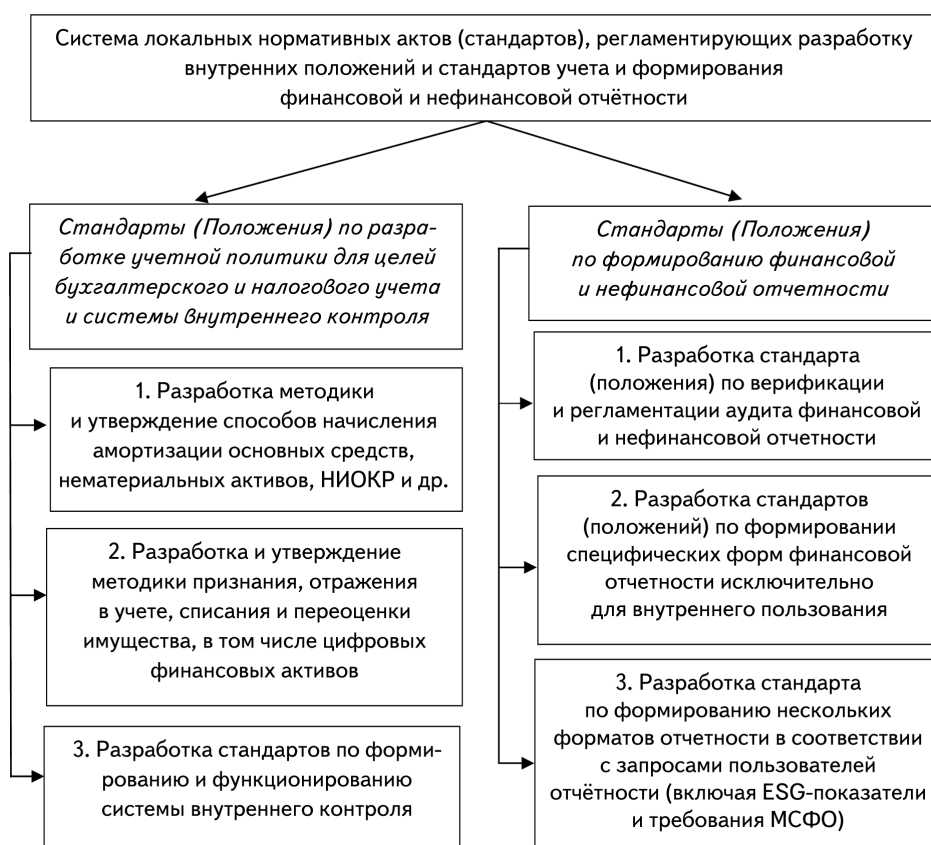 Система локальных нормативных актов (стандартов), регламентирующих разработку
внутренних положений и стандартов учета и формирования
финансовой и нефинансовой отчётности
Стандарты (Положения) по разра-
ботке учетной политики для целей
бухгалтерского и налогового учета
и системы внутреннего контроля
1. Разработка методики
и утверждение способов начисления
амортизации основных средств,
нематериальных активов, НИОКР и др.
2. Разработка и утверждение
методики признания, отражения
в учете, списания и переоценки
имущества, в том числе цифровых
финансовых активов
3. Разработка стандартов по форми-
рованию и функционированию
системы внутреннего контроля
Стандарты (Положения)
по формированию финансовой
и нефинансовой отчетности
1. Разработка стандарта
(положения) по верификации
и регламентации аудита финансовой
и нефинансовой отчетности
2. Разработка стандартов
(положений) по формировании
специфических форм финансовой
отчетности исключительно
для внутреннего пользования
3. Разработка стандарта
по формированию нескольких
форматов отчетности в соответствии
с запросами пользователей
отчётности (включая ESG-показатели
и требования МСФО)